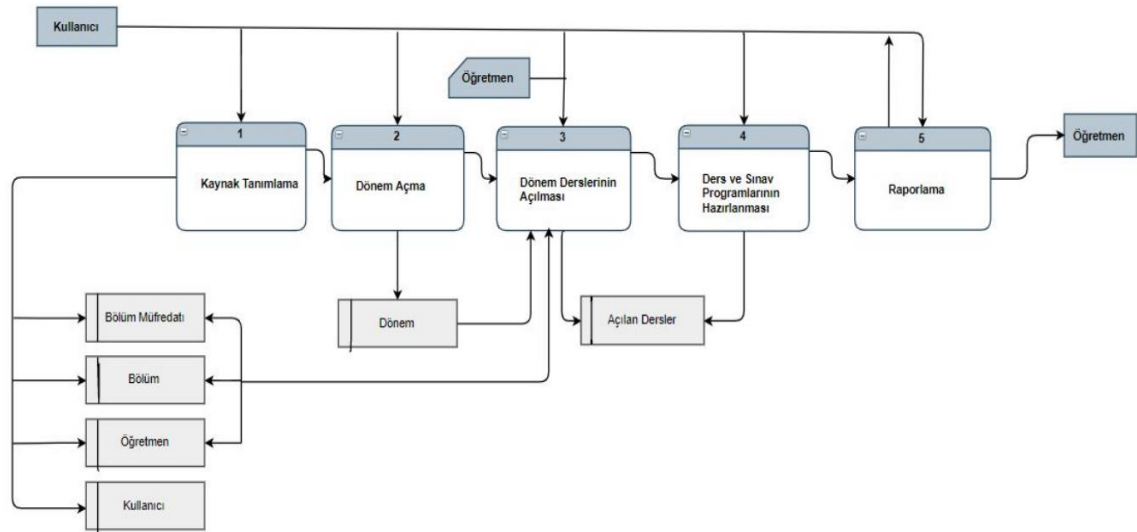 Kullanıcı
Öğretmen
1
Kaynak Tanımlama
2
Dönem Açma
3
Dönem Derslerinin
Açılması
4
Ders ve Sınav
Programlarının
Hazırlanması
5
Raporlama
Öğretmen
Bölüm Müfredatı
Bölüm
Öğretmen
Kullanıcı
Dönem
Açılan Dersler